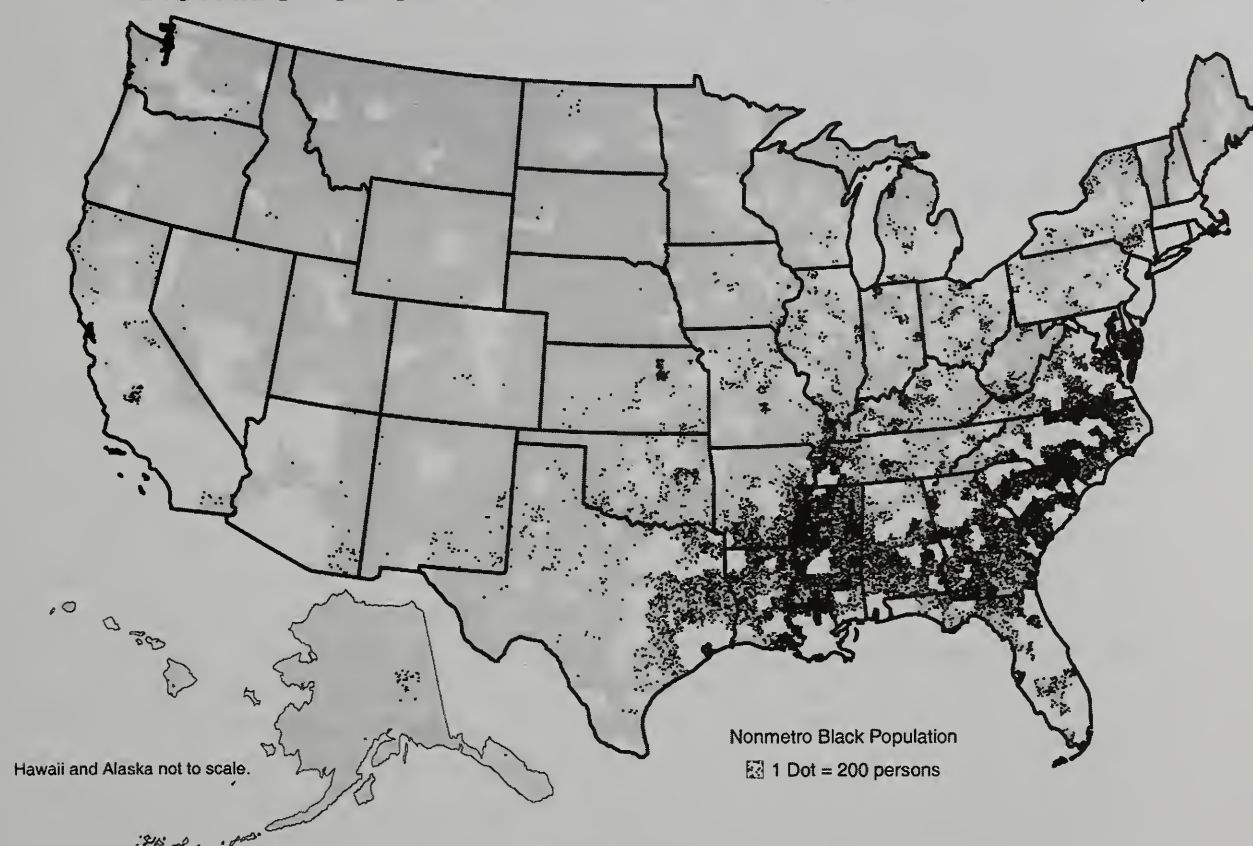 Nonmetro Black Population
1 Dot = 200 persons
Hawaii and Alaska not to scale.